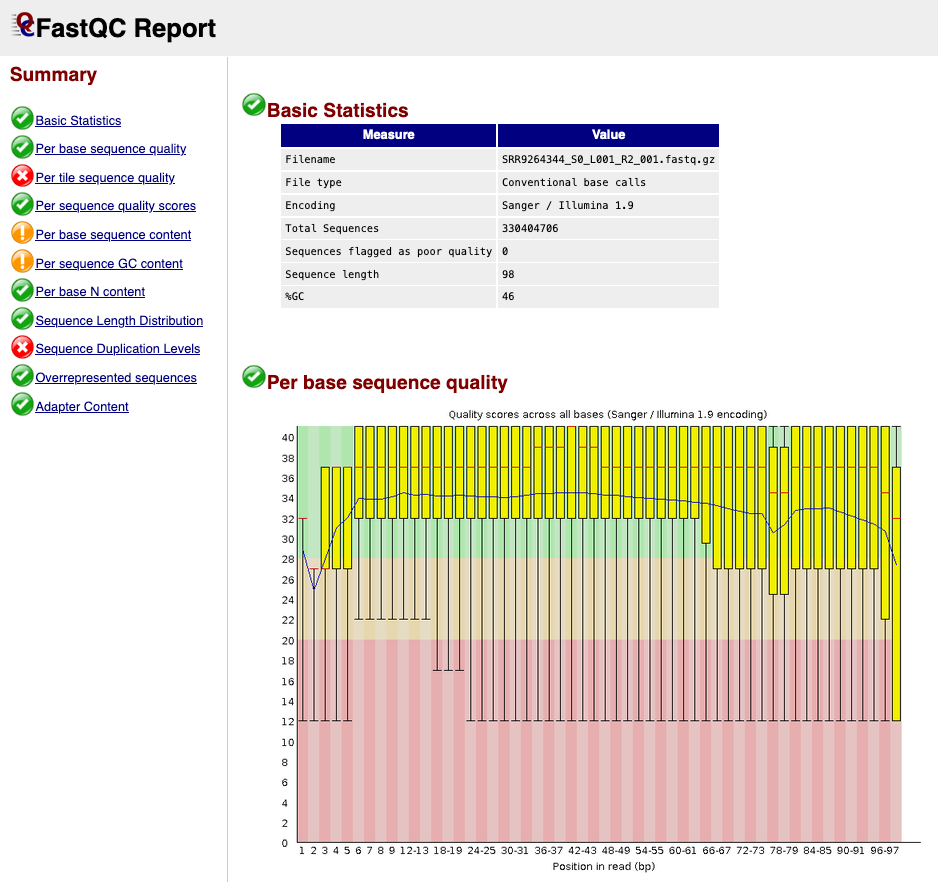 FastQC Report
Summary
Basic Statistics
Per base sequence quality
Per tile sequence quality
Per sequence quality scores
Per base sequence content
Per sequence GC content
Per base N content
Sequence Length Distribution
Sequence Duplication Levels
Overrepresented sequences
Adapter Content
Basic Statistics
Measure Value
Filename SRR9264344_S0_L001_R2_001.fastq.gz
File type Conventional base calls
Encoding Sanger / Illumina 1.9
Total Sequences 330404706
Sequences flagged as poor quality 0
Sequence length 98
%GC 46
Per base sequence quality
Quality scores across all bases (Sanger / Illumina 1.9 encoding)
40
38
36
34
32
30
28
26
24
22
20
18
16
14
12
10
8
6
4
2
0
1 2 3 4 5 6 7 8 9 12-13 18-19 24-25 30-31 36-37 42-43 48-49 54-55 60-61 66-67 72-73 78-79 84-85 90-91 96-97
Position in read (bp)